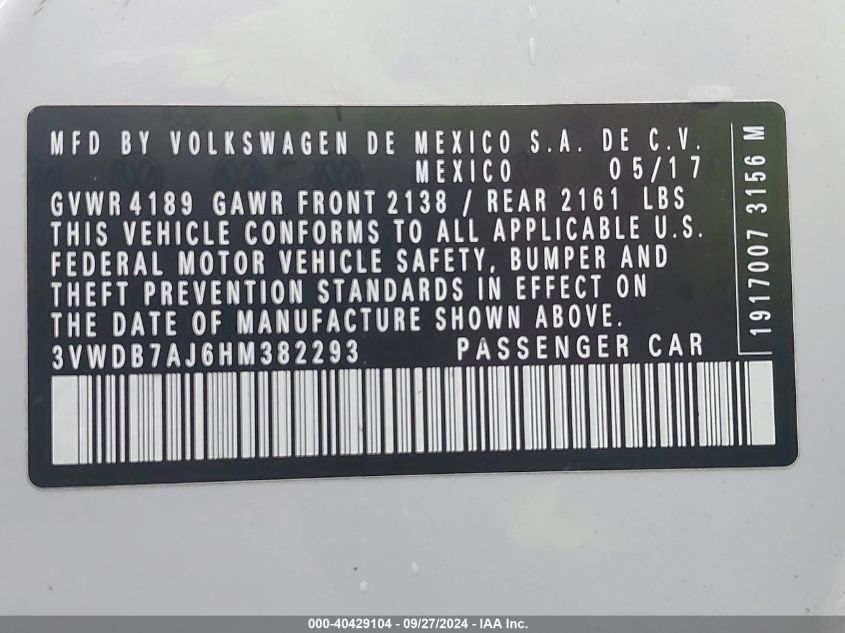 MFD BY VOLKSWAGEN DE MEXICO S.A. DE C.V.
MEXICO 05/17
GVWR 4189 GAWR FRONT 2138 / REAR 2161 LBS
THIS VEHICLE CONFORMS TO ALL APPLICABLE U.S.
FEDERAL MOTOR VEHICLE SAFETY, BUMPER AND
THEFT PREVENTION STANDARDS IN EFFECT ON
THE DATE OF MANUFACTURE SHOWN ABOVE.
3VWDB7AJ6HM382293 PASSENGER CAR
1917007 3156 M
000-40429104 - 09/27/2024 - IAA Inc.